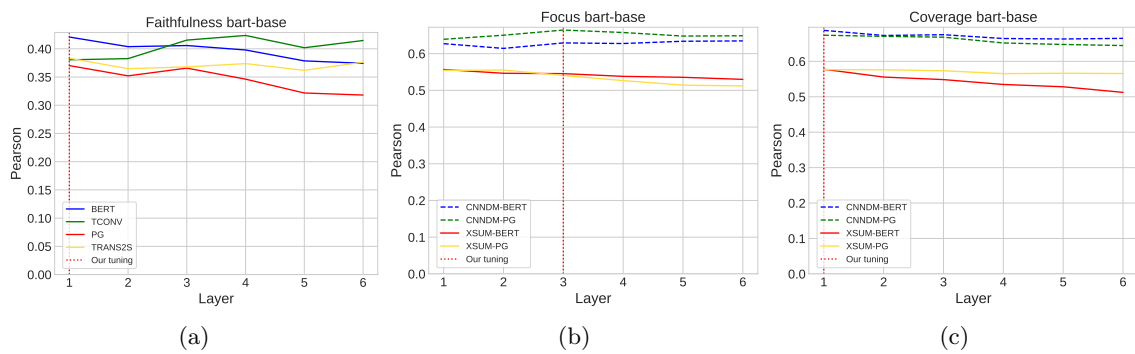 Faithfulness bart-base
0.40
0.35
0.30
0.25
0.20
0.15
0.10
0.05
0.00
Pearson
BERT
TCONV
PG
TRANS2S
Our tuning
1 2 3 4 5 6
Layer
(a)
Focus bart-base
0.6
0.5
0.4
0.3
0.2
0.1
0.0
Pearson
CNNDM-BERT
CNNDM-PG
XSUM-BERT
XSUM-PG
Our tuning
1 2 3 4 5 6
Layer
(b)
Coverage bart-base
0.6
0.5
0.4
0.3
0.2
0.1
0.0
Pearson
CNNDM-BERT
CNNDM-PG
XSUM-BERT
XSUM-PG
Our tuning
1 2 3 4 5 6
Layer
(c)